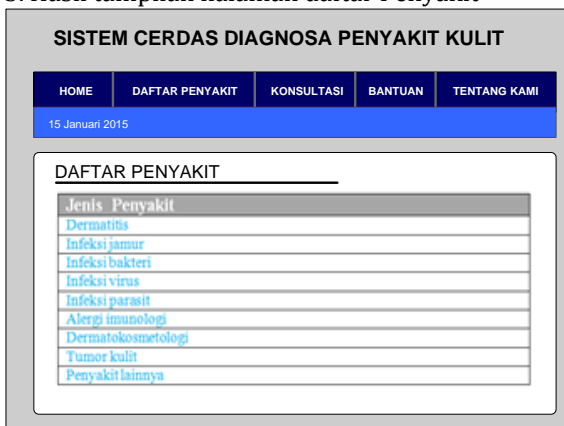 SISTEM CERDAS DIAGNOSA PENYAKIT KULIT
HOME DAFTAR PENYAKIT KONSULTASI BANTUAN TENTANG KAMI
15 Januari 2015
DAFTAR PENYAKIT
Jenis Penyakit
Dermatitis
Infeksi jamur
Infeksi bakteri
Infeksi virus
Infeksi parasit
Alergi imunologi
Dermatokosmetologi
Tumor kulit
Penyakit lainnya